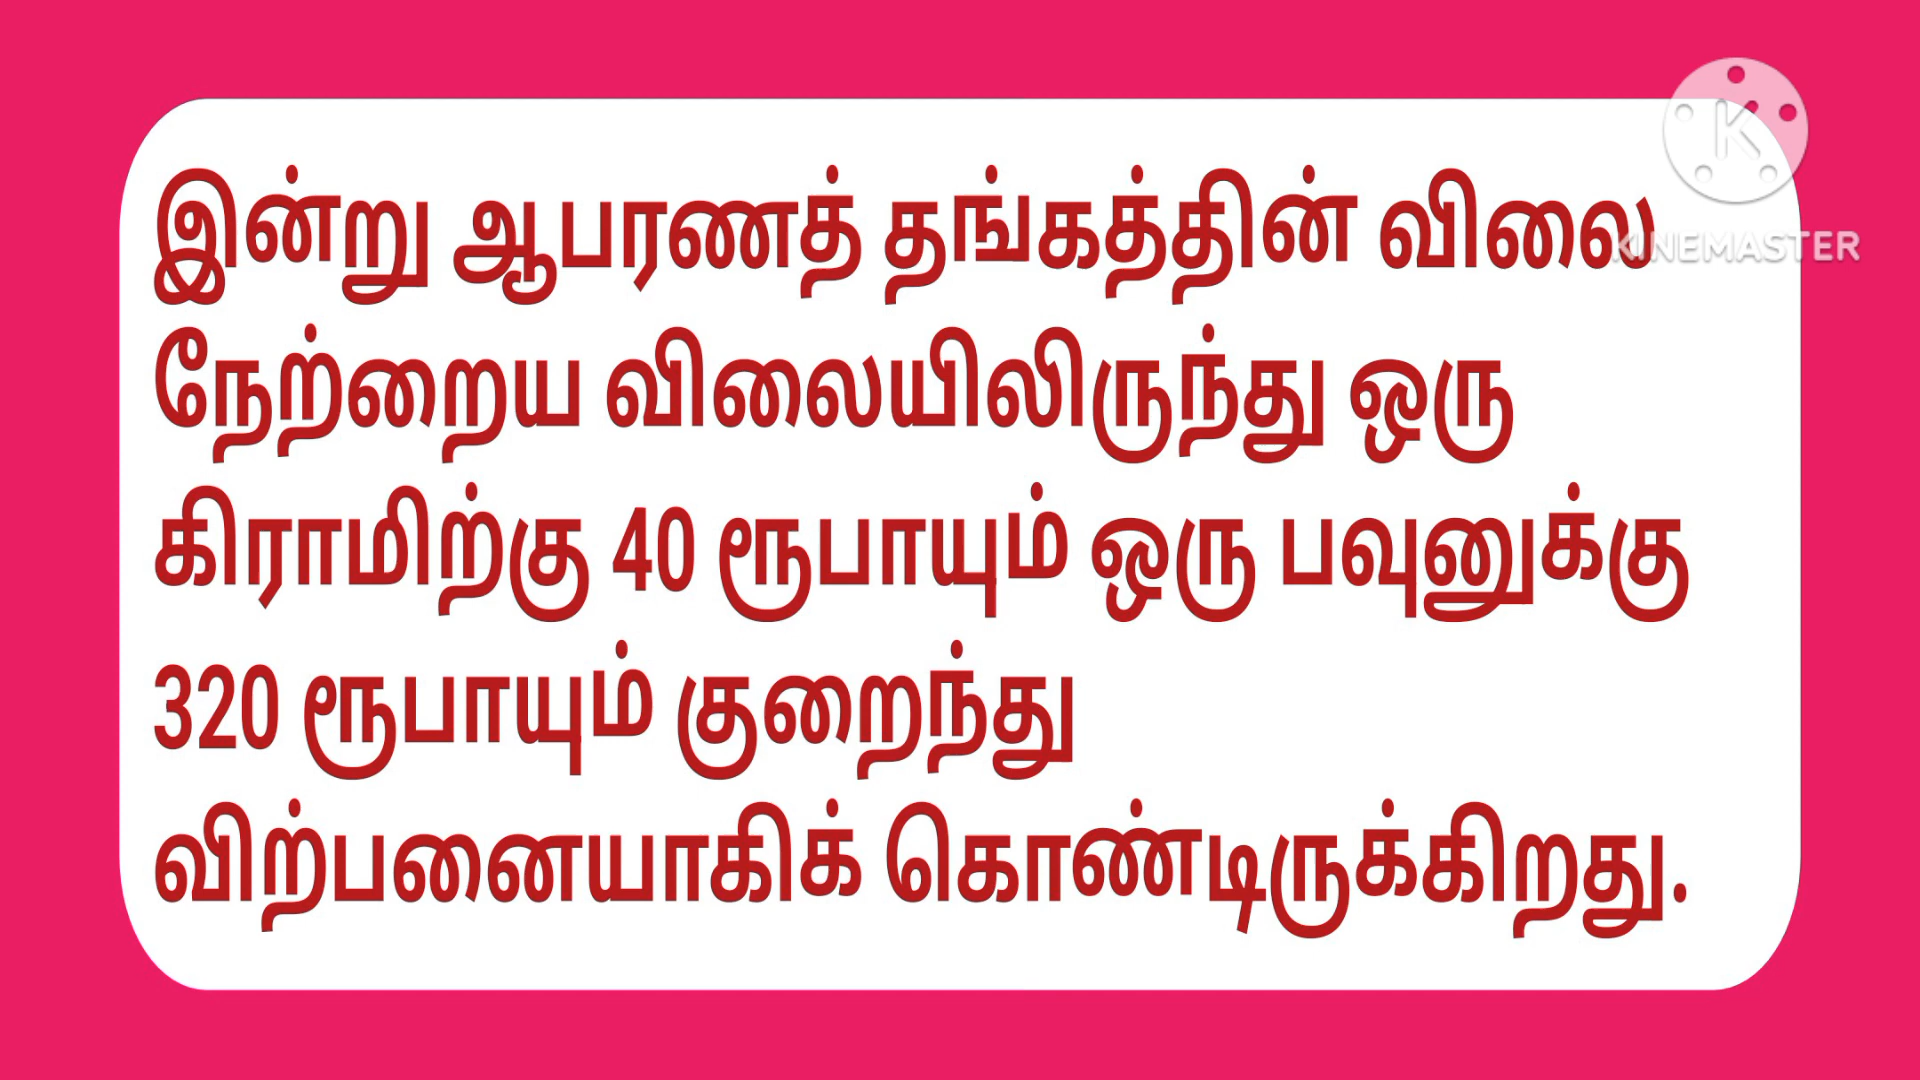 இன்று ஆபரணத் தங்கத்தின் விலை
நேற்றைய விலையிலிருந்து ஒரு
கிராமிற்கு 40 ரூபாயும் ஒரு பவுனுக்கு
320 ரூபாயும் குறைந்து
விற்பனையாகிக் கொண்டிருக்கிறது.
K
KINEMASTER